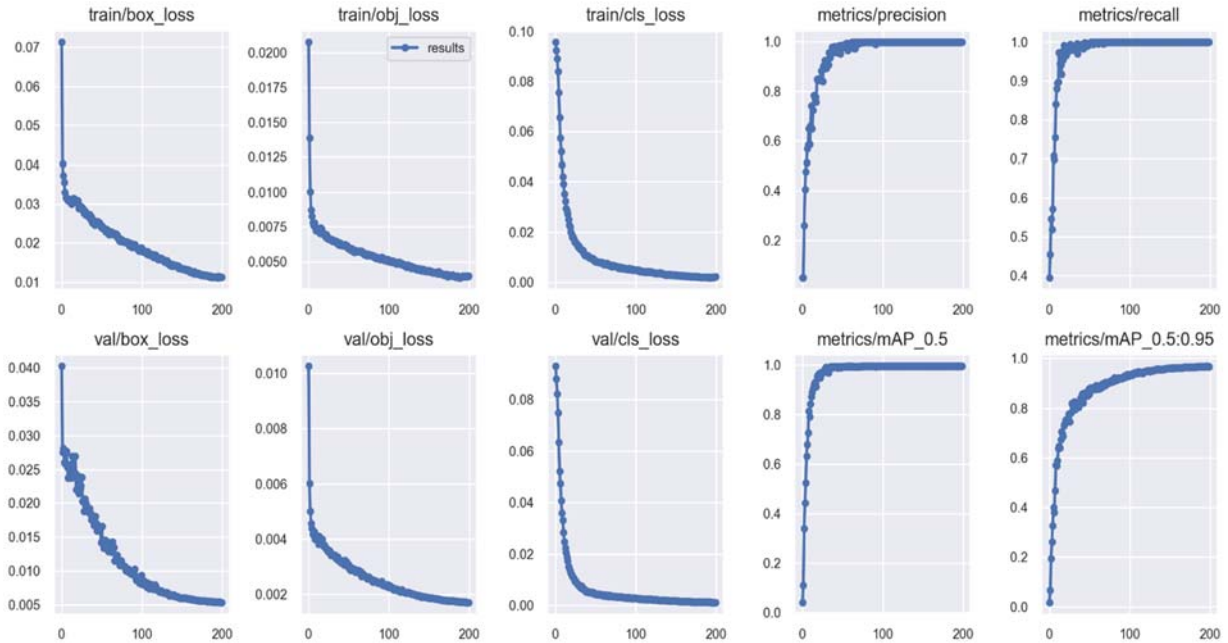 train/box_loss train/obj_loss train/cls_loss metrics/precision metrics/recall
results
0.07 0.06 0.05 0.04 0.03 0.02 0.01
0.0200 0.0175 0.0150 0.0125 0.0100 0.0075 0.0050
0.10 0.08 0.06 0.04 0.02 0.00
1.0 0.8 0.6 0.4 0.2
1.0 0.9 0.8 0.7 0.6 0.5 0.4
0 100 200 0 100 200 0 100 200 0 100 200 0 100 200
val/box_loss val/obj_loss val/cls_loss metrics/mAP_0.5 metrics/mAP_0.5:0.95
0.040 0.035 0.030 0.025 0.020 0.015 0.010 0.005
0.010 0.008 0.006 0.004 0.002
0.08 0.06 0.04 0.02 0.00
1.0 0.8 0.6 0.4 0.2 0.0
1.0 0.8 0.6 0.4 0.2 0.0
0 100 200 0 100 200 0 100 200 0 100 200 0 100 200